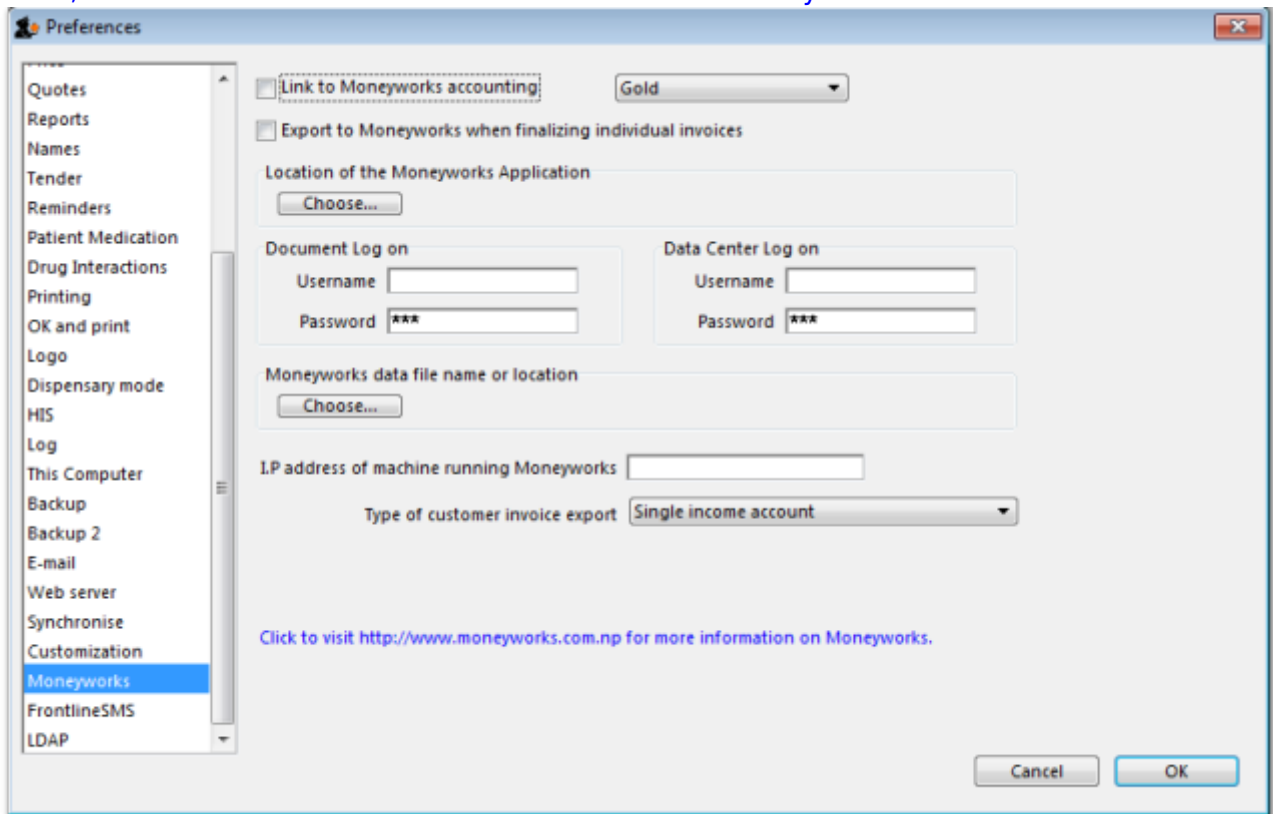 Preferences
Quotes
Reports
Names
Tender
Reminders
Patient Medication
Drug Interactions
Printing
OK and print
Logo
Dispensary mode
HIS
Log
This Computer
Backup
Backup 2
E-mail
Web server
Synchronise
Customization
Moneyworks
FrontlineSMS
LDAP
Link to Moneyworks accounting Gold
Export to Moneyworks when finalizing individual invoices
Location of the Moneyworks Application
Choose...
Document Log on
Username
Password ***
Data Center Log on
Username
Password ***
Moneyworks data file name or location
Choose...
I.P address of machine running Moneyworks
Type of customer invoice export Single income account
Click to visit http://www.moneyworks.com.np for more information on Moneyworks.
Cancel OK